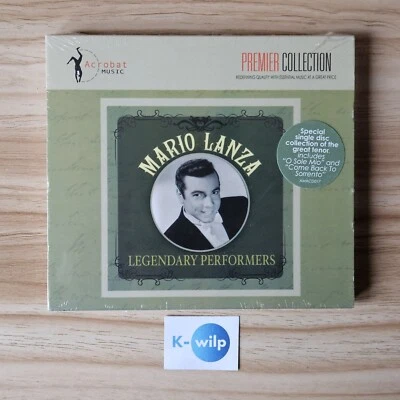 Acrobat
MUSIC
PREMIER COLLECTION
MARIO LANZA
LEGENDARY PERFORMERS
Special
single disc
collection of the
great tenor.
Includes
"O Sole Mio" and
"Come Back To
Sorrento"
K-wilp